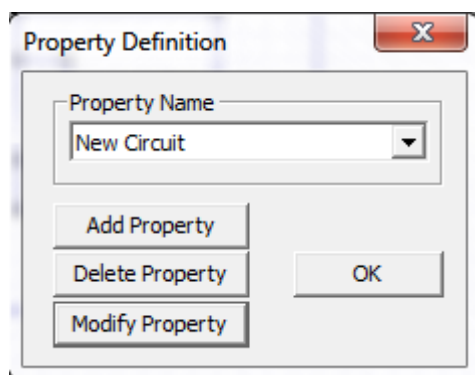 Property Definition
Property Name
New Circuit
Add Property
Delete Property
OK
Modify Property